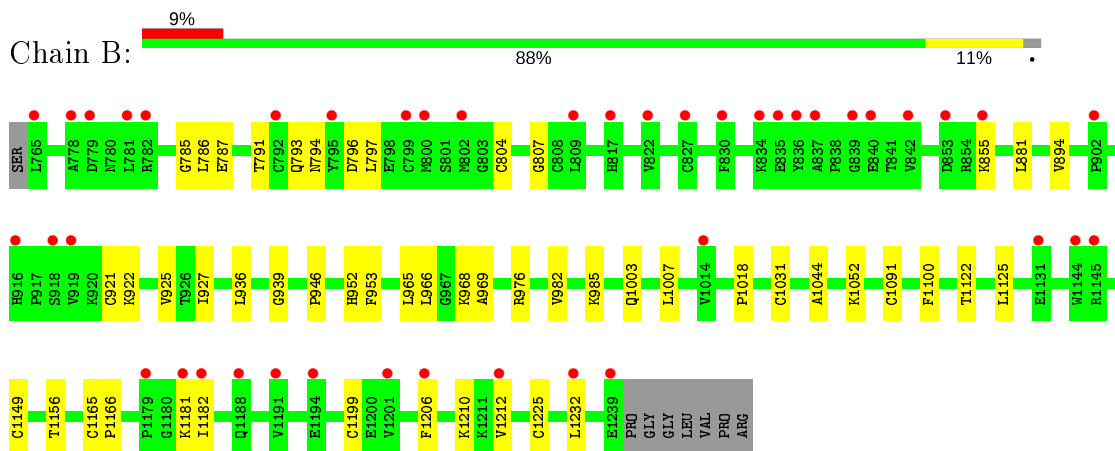 9%
Chain B:
88% 11% •
SER L765 A778 D779 N780 L781 R782 G785 L786 E787 T791 C792 Q793 N794 Y795 D796 L797 E798 C799 M800 S801 M802 G803 C804 G807 C808 L809 H817 V822 C827 F830 K834 E835 Y836 A837 P838 G839 E840 T841 V842 D853 R854 K855 L881 V894 P902
H916 P917 S918 V919 K920 C921 K922 V925 T926 I927 L936 G939 P946 H952 F953 L965 L966 G967 K968 A969 R976 V982 K985 Q1003 L1007 V1014 P1018 C1031 A1044 K1052 C1091 F1100 T1122 L1125 E1131 W1144 R1145
C1149 T1156 C1165 P1166 P1179 G1180 K1181 I1182 Q1188 V1191 E1194 C1199 E1200 V1201 F1206 K1210 K1211 V1212 C1225 L1232 E1239 PRO GLY GLY LEU VAL PRO ARG